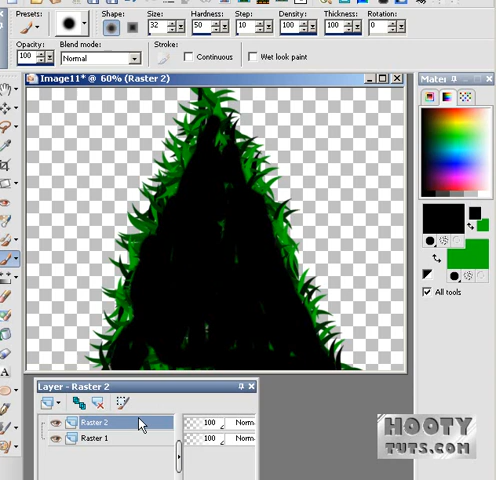 Presets: Shape: Size: Hardness: Step: Density: Thickness: Rotation:
32 50 10 100 100 0
Opacity: Blend mode: Stroke:
100 Normal Continuous Wet look paint
Image11* @ 60% (Raster 2)
Mater
All tools
Layer - Raster 2
Raster 2 100 Norm
Raster 1 100 Norm
HOOTY
TUTS.COM